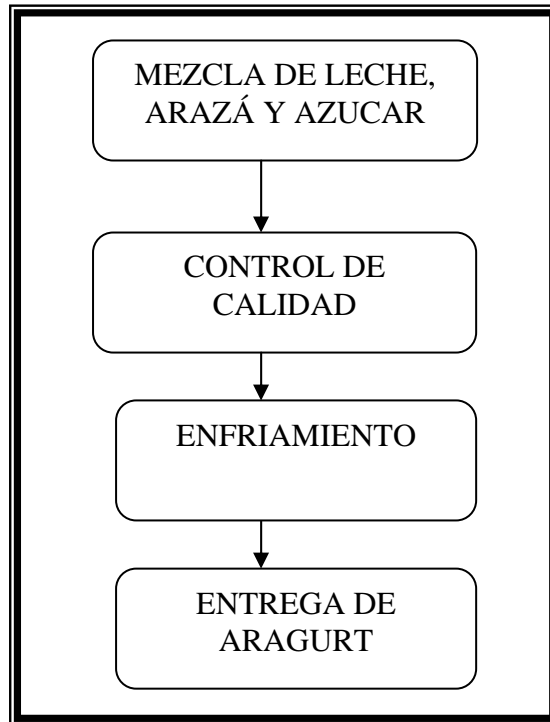 MEZCLA DE LECHE,
ARAZÁ Y AZUCAR
CONTROL DE
CALIDAD
ENFRIAMIENTO
ENTREGA DE
ARAGURT